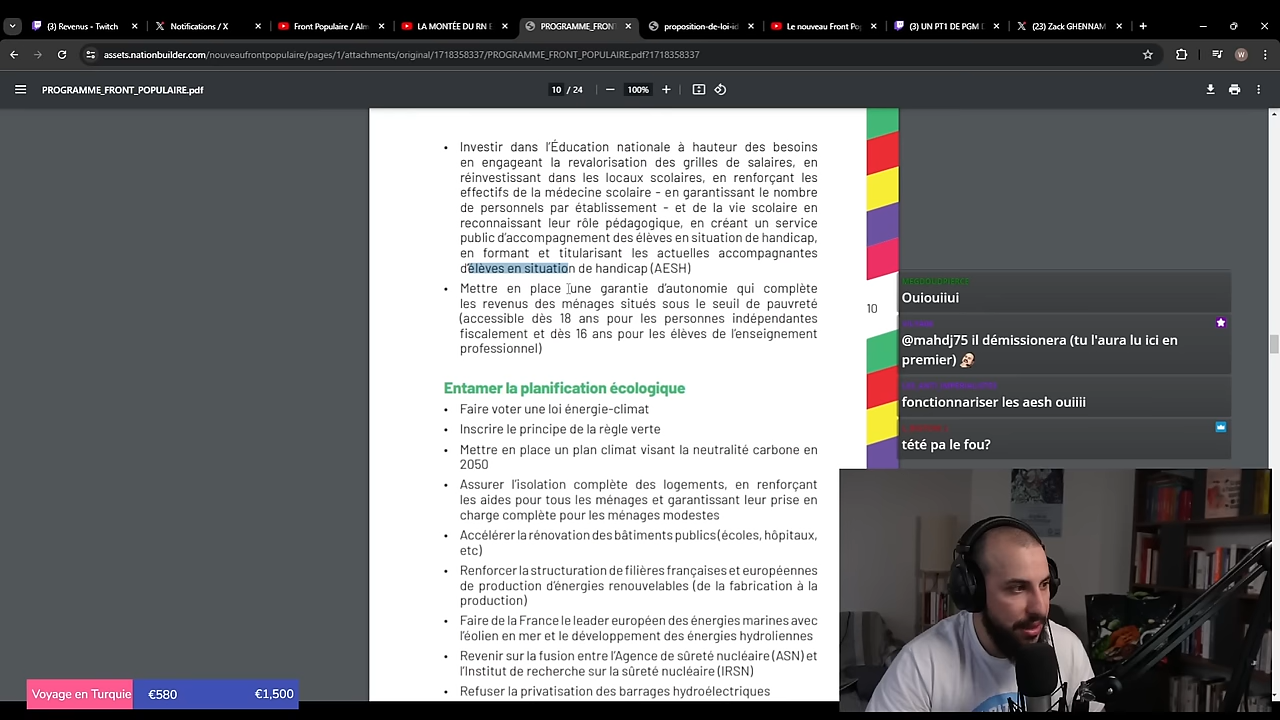 (3) Revenus - Twitch
Notifications / X
Front Populaire / Alm
LA MONTÉE DU RN E
PROGRAMME_FRONT
proposition-de-loi-id
Le nouveau Front Po
(3) UN PT1 DE PGM D
(23) Zack GHENNAM
assets.nationbuilder.com/nouveaufrontpopulaire/pages/1/attachments/original/1718358337/PROGRAMME_FRONT_POPULAIRE.pdf?1718358337
W
PROGRAMME_FRONT_POPULAIRE.pdf
10 / 24
100%
• Investir dans l'Éducation nationale à hauteur des besoins
en engageant la revalorisation des grilles de salaires, en
réinvestissant dans les locaux scolaires, en renforçant les
effectifs de la médecine scolaire - en garantissant le nombre
de personnels par établissement - et de la vie scolaire en
reconnaissant leur rôle pédagogique, en créant un service
public d'accompagnement des élèves en situation de handicap,
en formant et titularisant les actuelles accompagnantes
d'élèves en situation de handicap (AESH)
• Mettre en place une garantie d'autonomie qui complète
les revenus des ménages situés sous le seuil de pauvreté
(accessible dès 18 ans pour les personnes indépendantes
fiscalement et dès 16 ans pour les élèves de l'enseignement
professionnel)
10
Entamer la planification écologique
• Faire voter une loi énergie-climat
• Inscrire le principe de la règle verte
• Mettre en place un plan climat visant la neutralité carbone en
2050
• Assurer l'isolation complète des logements, en renforçant
les aides pour tous les ménages et garantissant leur prise en
charge complète pour les ménages modestes
• Accélérer la rénovation des bâtiments publics (écoles, hôpitaux,
etc)
• Renforcer la structuration de filières françaises et européennes
de production d'énergies renouvelables (de la fabrication à la
production)
• Faire de la France le leader européen des énergies marines avec
l'éolien en mer et le développement des énergies hydroliennes
• Revenir sur la fusion entre l'Agence de sûreté nucléaire (ASN) et
l'Institut de recherche sur la sûreté nucléaire (IRSN)
• Refuser la privatisation des barrages hydroélectriques
Ouiouiiui
@mahdj75 il démissionera (tu l'aura lu ici en
premier)
fonctionnariser les aesh ouiiii
tété pa le fou?
Voyage en Turquie
€580
€1,500